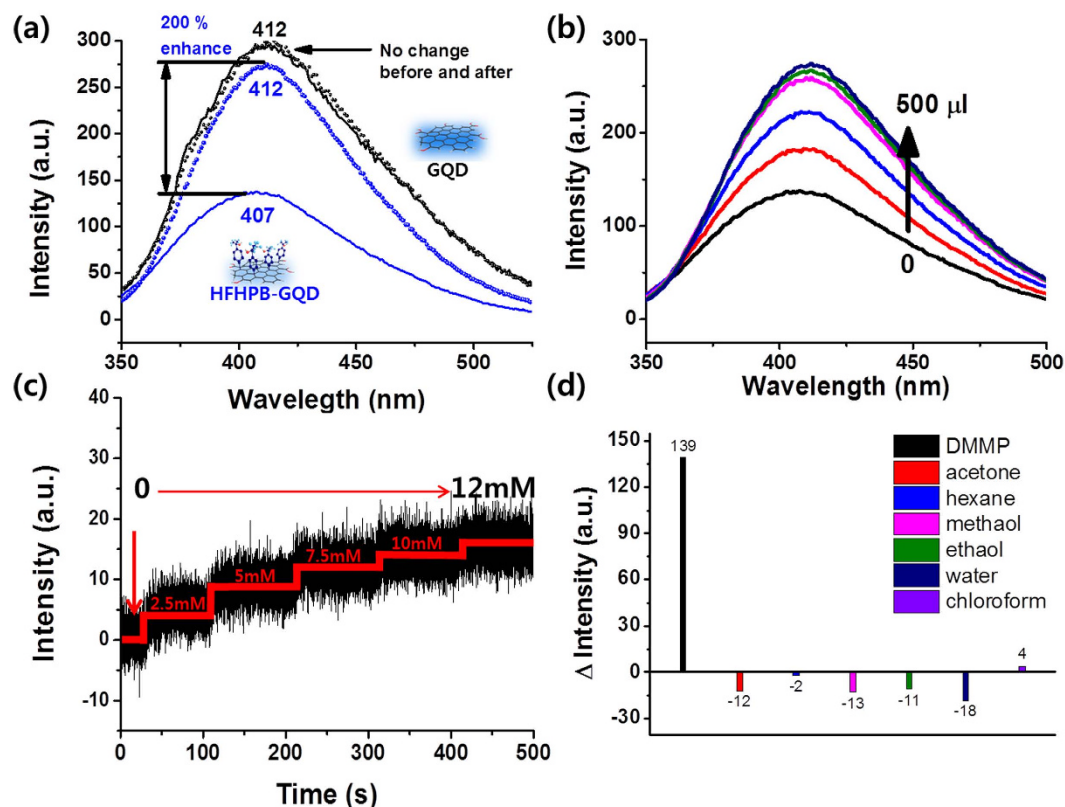 (a)
200 %
enhance
412
No change
before and after
412
407
GQD
HFHPB-GQD
Intensity (a.u.)
300
250
200
150
100
50
0
350
400
450
500
Wavelegth (nm)
(b)
500 μl
0
Intensity (a.u.)
300
200
100
0
350
400
450
500
Wavelength (nm)
(c)
0
12mM
2.5mM
5mM
7.5mM
10mM
Intensity (a.u.)
40
30
20
10
0
-10
0
100
200
300
400
500
Time (s)
(d)
139
-12
-2
-13
-11
-18
4
DMMP
acetone
hexane
methaol
ethaol
water
chloroform
Δ Intensity (a.u.)
150
120
90
60
30
0
-30